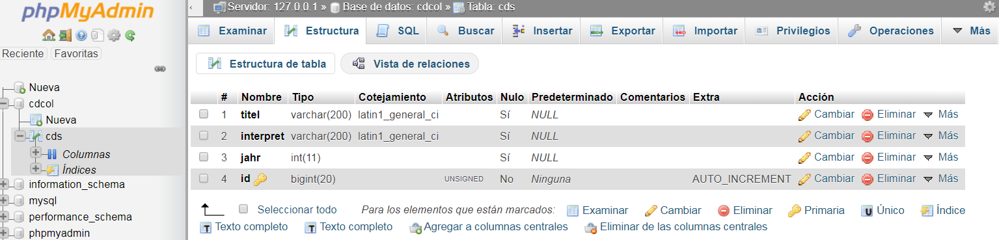 phpMyAdmin
Reciente Favoritas
Nueva
cdcol
Nueva
cds
Columnas
Índices
information_schema
mysql
performance_schema
phpmyadmin
Servidor: 127.0.0.1 » Base de datos: cdcol » Tabla: cds
Examinar Estructura SQL Buscar Insertar Exportar Importar Privilegios Operaciones Más
Estructura de tabla Vista de relaciones
# Nombre Tipo Cotejamiento Atributos Nulo Predeterminado Comentarios Extra Acción
1 titel varchar(200) latin1_general_ci Sí NULL Cambiar Eliminar Más
2 interpret varchar(200) latin1_general_ci Sí NULL Cambiar Eliminar Más
3 jahr int(11) Sí NULL Cambiar Eliminar Más
4 id bigint(20) UNSIGNED No Ninguna AUTO_INCREMENT Cambiar Eliminar Más
Seleccionar todo Para los elementos que están marcados: Examinar Cambiar Eliminar Primaria Único Índice
Texto completo Texto completo Agregar a columnas centrales Eliminar de las columnas centrales